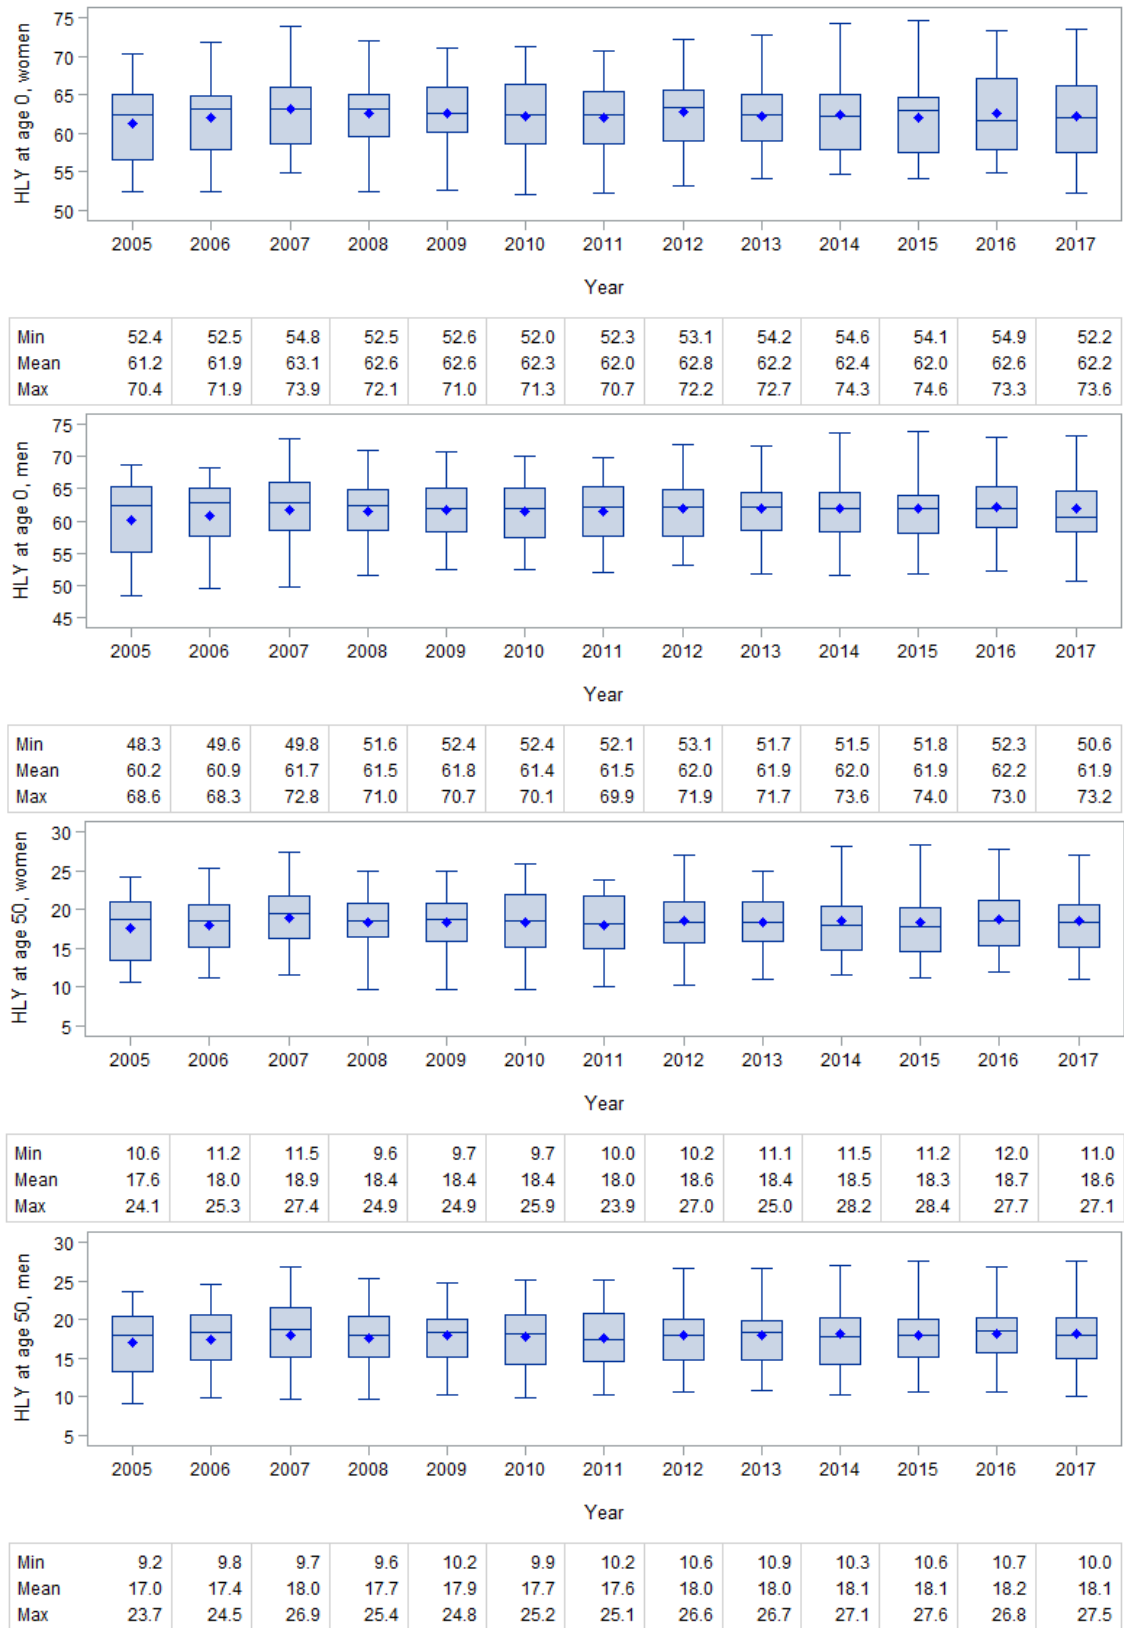 HLY at age 0, women
75
70
65
60
55
50
2005 2006 2007 2008 2009 2010 2011 2012 2013 2014 2015 2016 2017
Year
Min 52.4 52.5 54.8 52.5 52.6 52.0 52.3 53.1 54.2 54.6 54.1 54.9 52.2
Mean 61.2 61.9 63.1 62.6 62.6 62.3 62.0 62.8 62.2 62.4 62.0 62.6 62.2
Max 70.4 71.9 73.9 72.1 71.0 71.3 70.7 72.2 72.7 74.3 74.6 73.3 73.6
HLY at age 0, men
75
70
65
60
55
50
45
2005 2006 2007 2008 2009 2010 2011 2012 2013 2014 2015 2016 2017
Year
Min 48.3 49.6 49.8 51.6 52.4 52.4 52.1 53.1 51.7 51.5 51.8 52.3 50.6
Mean 60.2 60.9 61.7 61.5 61.8 61.4 61.5 62.0 61.9 62.0 61.9 62.2 61.9
Max 68.6 68.3 72.8 71.0 70.7 70.1 69.9 71.9 71.7 73.6 74.0 73.0 73.2
HLY at age 50, women
30
25
20
15
10
5
2005 2006 2007 2008 2009 2010 2011 2012 2013 2014 2015 2016 2017
Year
Min 10.6 11.2 11.5 9.6 9.7 9.7 10.0 10.2 11.1 11.5 11.2 12.0 11.0
Mean 17.6 18.0 18.9 18.4 18.4 18.4 18.0 18.6 18.4 18.5 18.3 18.7 18.6
Max 24.1 25.3 27.4 24.9 24.9 25.9 23.9 27.0 25.0 28.2 28.4 27.7 27.1
HLY at age 50, men
30
25
20
15
10
5
2005 2006 2007 2008 2009 2010 2011 2012 2013 2014 2015 2016 2017
Year
Min 9.2 9.8 9.7 9.6 10.2 9.9 10.2 10.6 10.9 10.3 10.6 10.7 10.0
Mean 17.0 17.4 18.0 17.7 17.9 17.7 17.6 18.0 18.0 18.1 18.1 18.2 18.1
Max 23.7 24.5 26.9 25.4 24.8 25.2 25.1 26.6 26.7 27.1 27.6 26.8 27.5